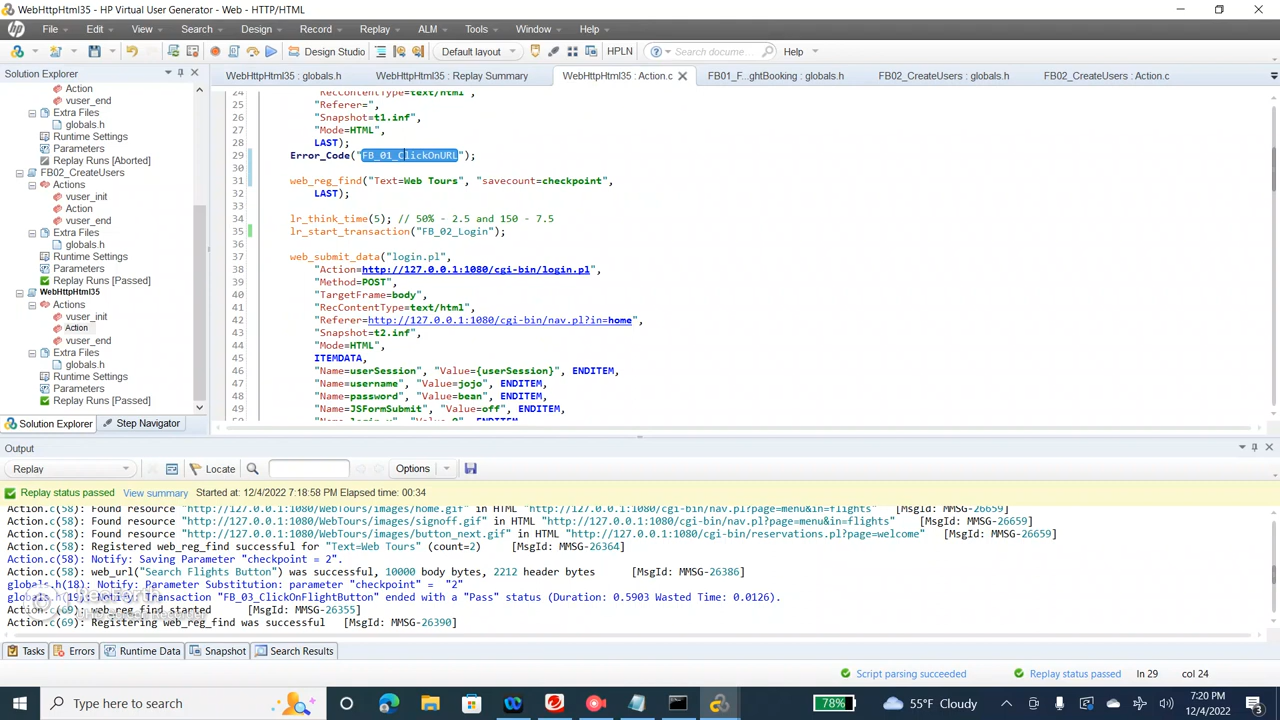 WebHttpHtml35 - HP Virtual User Generator - Web - HTTP/HTML
File Edit View Search Design Record Replay ALM Tools Window Help
Design Studio Default layout HPLN Search docume... Help
Solution Explorer
WebHttpHtml35 : globals.h WebHttpHtml35 : Replay Summary WebHttpHtml35 : Action.c FB01_F...ghtBooking : globals.h FB02_CreateUsers : globals.h FB02_CreateUsers : Action.c
Action
vuser_end
Extra Files
globals.h
Runtime Settings
Parameters
Replay Runs [Aborted]
FB02_CreateUsers
Actions
vuser_init
Action
vuser_end
Extra Files
globals.h
Runtime Settings
Parameters
Replay Runs [Passed]
WebHttpHtml35
Actions
vuser_init
Action
vuser_end
Extra Files
globals.h
Runtime Settings
Parameters
Replay Runs [Passed]
Solution Explorer Step Navigator
24 "RecContentType=text/html",
25 "Referer=",
26 "Snapshot=t1.inf",
27 "Mode=HTML",
28 LAST);
29 Error_Code("FB_01_ClickOnURL");
30
31 web_reg_find("Text=Web Tours", "savecount=checkpoint",
32 LAST);
33
34 lr_think_time(5); // 50% - 2.5 and 150 - 7.5
35 lr_start_transaction("FB_02_Login");
36
37 web_submit_data("login.pl",
38 "Action=http://127.0.0.1:1080/cgi-bin/login.pl",
39 "Method=POST",
40 "TargetFrame=body",
41 "RecContentType=text/html",
42 "Referer=http://127.0.0.1:1080/cgi-bin/nav.pl?in=home",
43 "Snapshot=t2.inf",
44 "Mode=HTML",
45 ITEMDATA,
46 "Name=userSession", "Value={userSession}", ENDITEM,
47 "Name=username", "Value=jojo", ENDITEM,
48 "Name=password", "Value=bean", ENDITEM,
49 "Name=JSFormSubmit", "Value=off", ENDITEM,
Output
Replay Locate Options
Replay status passed View summary Started at: 12/4/2022 7:18:58 PM Elapsed time: 00:34
Action.c(58): Found resource "http://127.0.0.1:1080/WebTours/images/home.gif" in HTML "http://127.0.0.1:1080/cgi-bin/nav.pl?page=menu&in=flights" [MsgId: MMSG-26659]
Action.c(58): Found resource "http://127.0.0.1:1080/WebTours/images/signoff.gif" in HTML "http://127.0.0.1:1080/cgi-bin/nav.pl?page=menu&in=flights" [MsgId: MMSG-26659]
Action.c(58): Found resource "http://127.0.0.1:1080/WebTours/images/button_next.gif" in HTML "http://127.0.0.1:1080/cgi-bin/reservations.pl?page=welcome" [MsgId: MMSG-26659]
Action.c(58): Registered web_reg_find successful for "Text=Web Tours" (count=2) [MsgId: MMSG-26364]
Action.c(58): Notify: Saving Parameter "checkpoint = 2".
Action.c(58): web_url("Search Flights Button") was successful, 10000 body bytes, 2212 header bytes [MsgId: MMSG-26386]
globals.h(18): Notify: Parameter Substitution: parameter "checkpoint" = "2"
globals.h(19): Notify: Transaction "FB_03_ClickOnFlightButton" ended with a "Pass" status (Duration: 0.5903 Wasted Time: 0.0126).
Action.c(69): web_reg_find started [MsgId: MMSG-26355]
Action.c(69): Registering web_reg_find was successful [MsgId: MMSG-26390]
Tasks Errors Runtime Data Snapshot Search Results
Script parsing succeeded Replay status passed ln 29 col 24
Type here to search 78% 55°F Cloudy 7:20 PM
12/4/2022 3